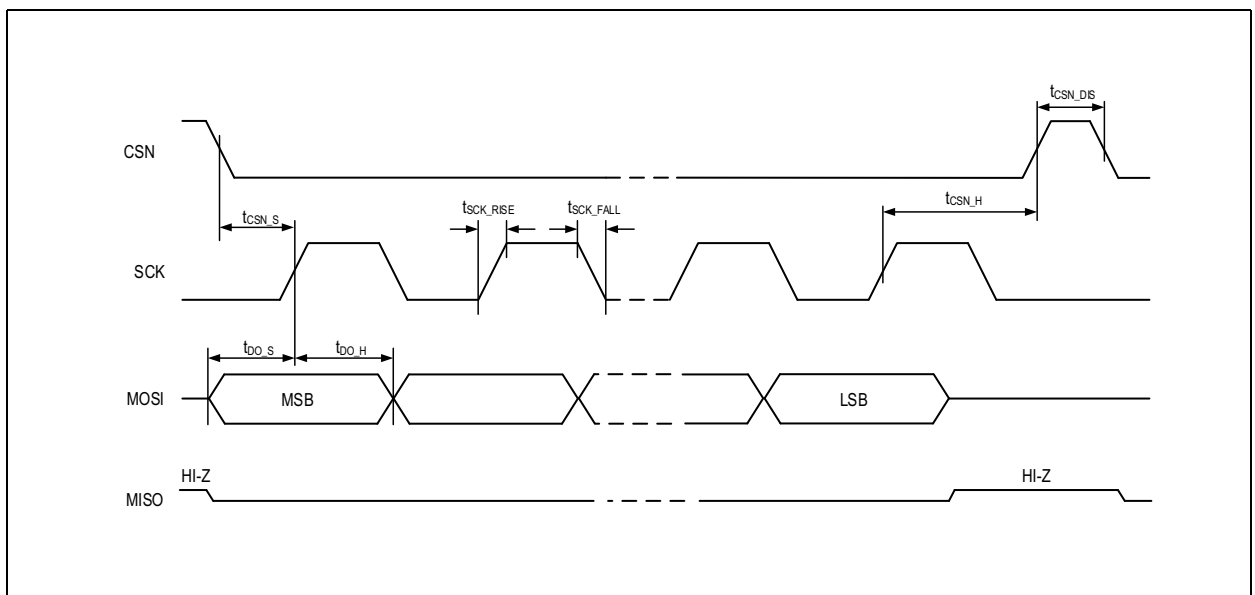 tCSN_DIS
CSN
tCSN_S
tSCK_RISE
tSCK_FALL
tCSN_H
SCK
tDO_S
tDO_H
MOSI
MSB
LSB
HI-Z
HI-Z
MISO